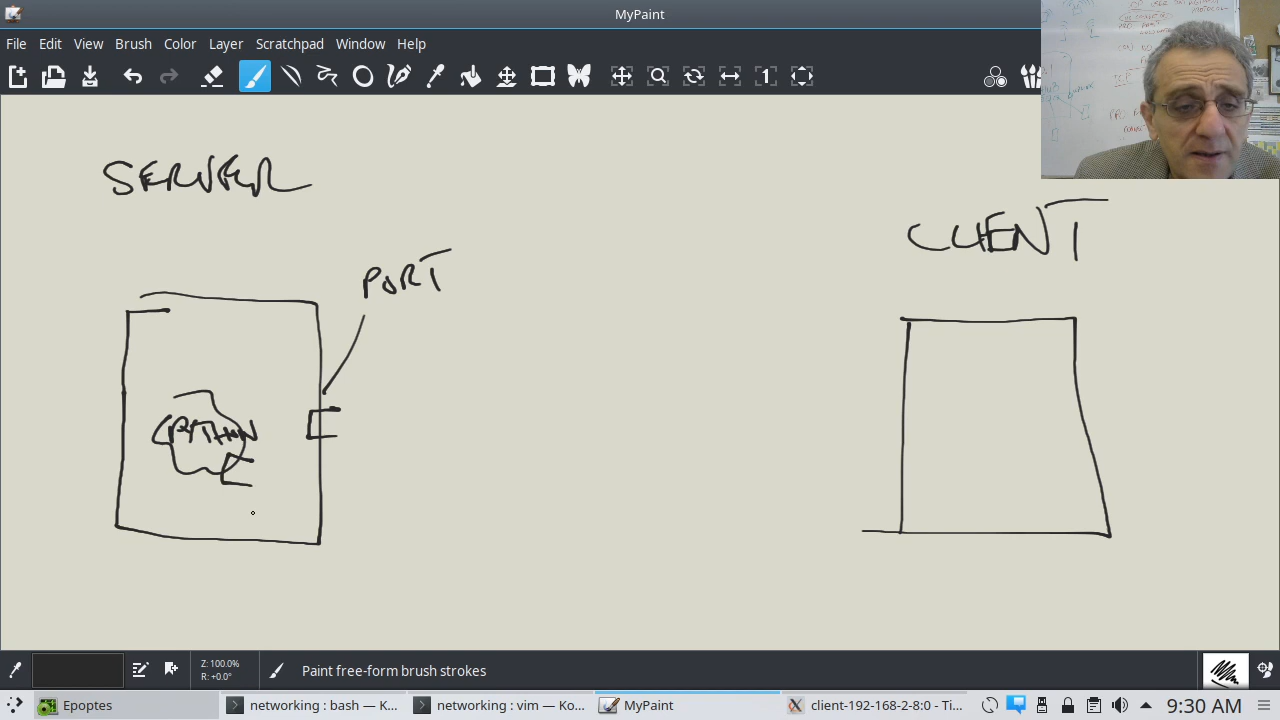 MyPaint
File Edit View Brush Color Layer Scratchpad Window Help
SERVER
CLIENT
PORT
PYTHON
Z: 100.0%
R: +0.0°
Paint free-form brush strokes
Epoptes
networking : bash — K...
networking : vim — Ko...
MyPaint
client-192-168-2-8:0 - Ti...
9:30 AM